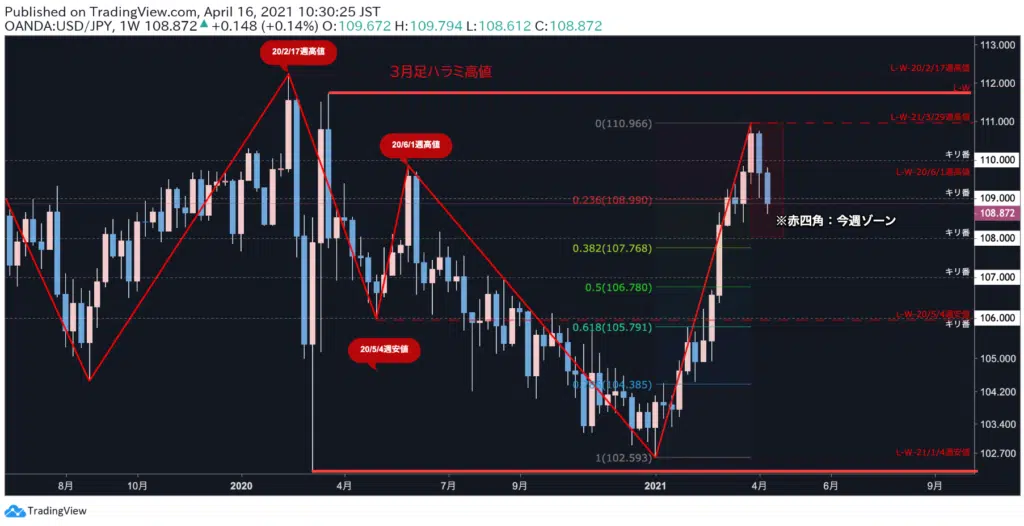 Published on TradingView.com, April 16, 2021 10:30:25 JST
OANDA:USD/JPY, 1W 108.872▲ +0.148 (+0.14%) O:109.672 H:109.794 L:108.612 C:108.872
113.000
20/2/17週高値
3月足ハラミ高値
L-W-20/2/17週高値
112.000
L-W
0(110.966)
L-W-21/3/29週高値
111.000
20/6/1週高値
キリ番
110.000
L-W-20/6/1週高値
キリ番
109.000
0.236(108.990)
108.872
※赤四角：今週ゾーン
キリ番
108.000
0.382(107.768)
キリ番
107.000
0.5(106.780)
L-W-20/5/4週安値
106.000
0.618(105.791)
キリ番
20/5/4週安値
105.000
(104.385)
104.200
103.400
1(102.593)
L-W-21/1/4週安値
102.700
8月 10月 2020 4月 7月 9月 2021 4月 6月 9月
TradingView